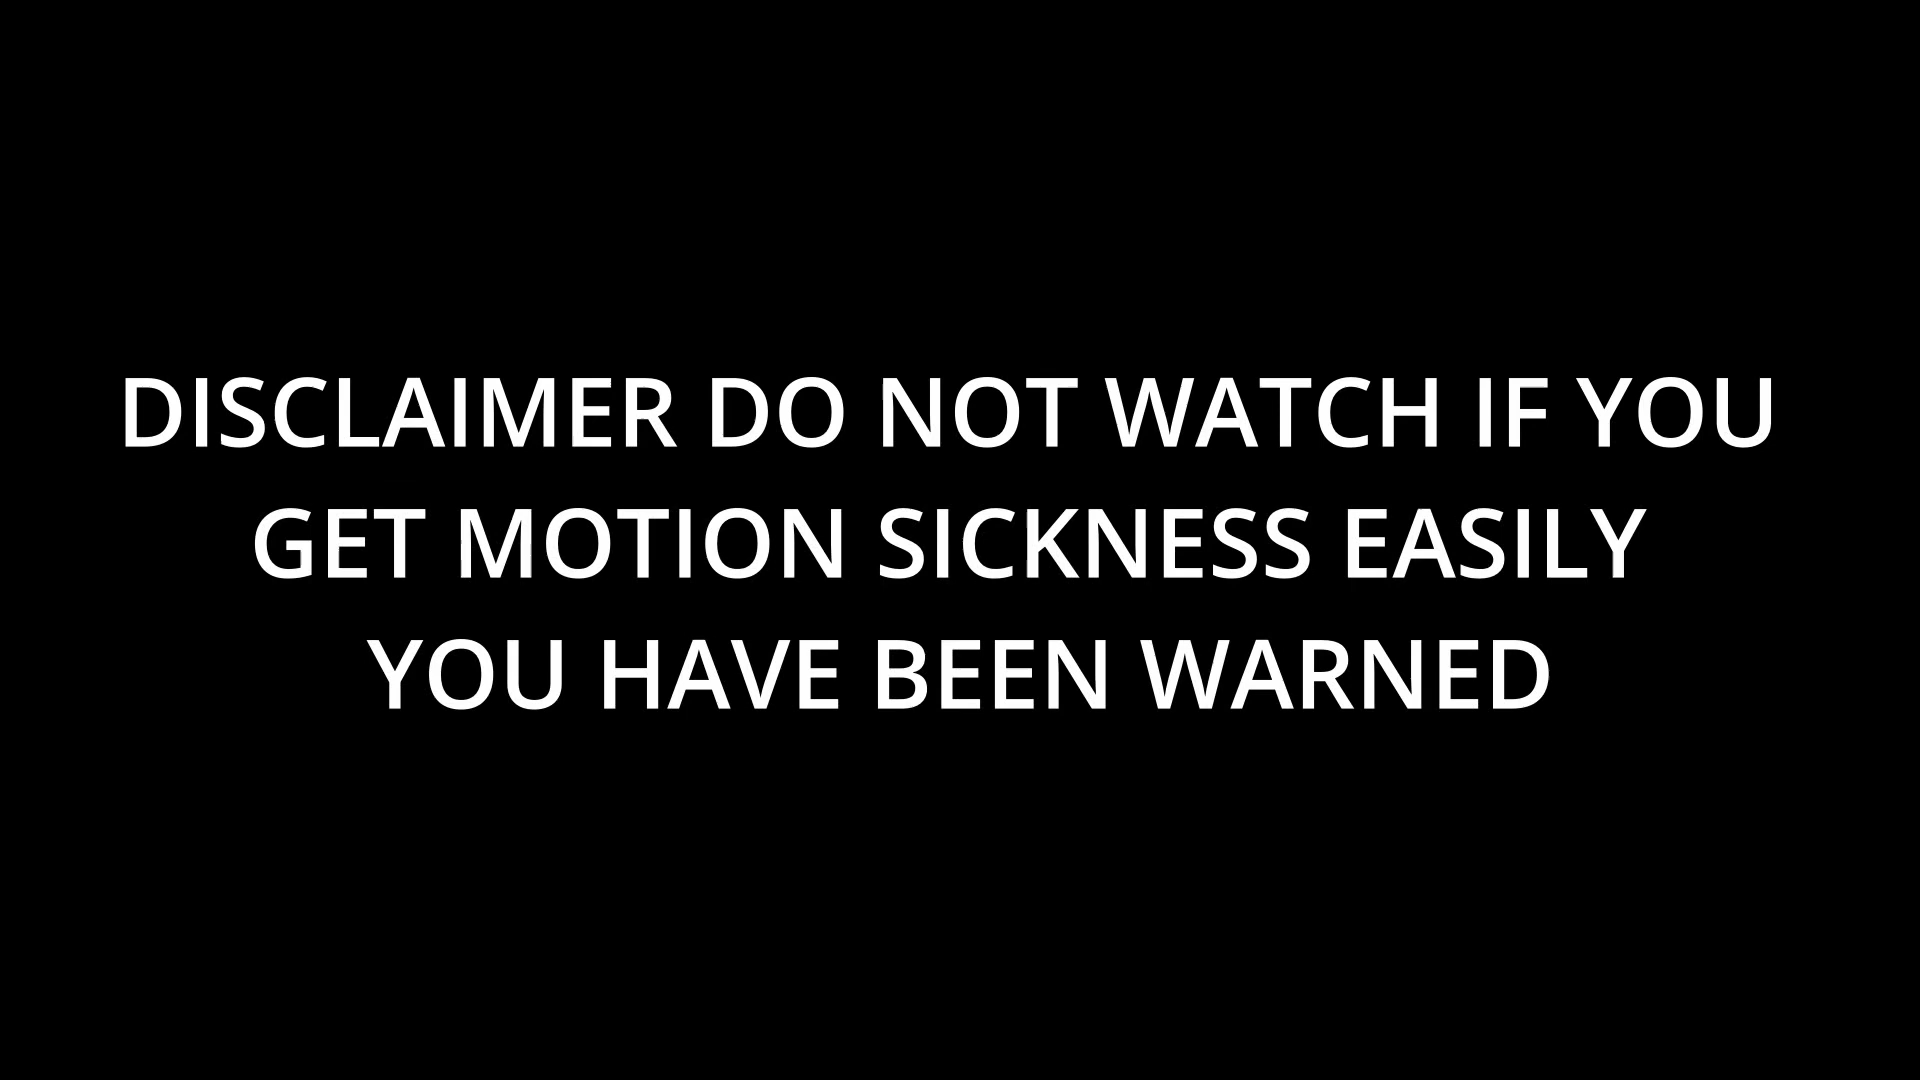 DISCLAIMER DO NOT WATCH IF YOU
GET MOTION SICKNESS EASILY
YOU HAVE BEEN WARNED